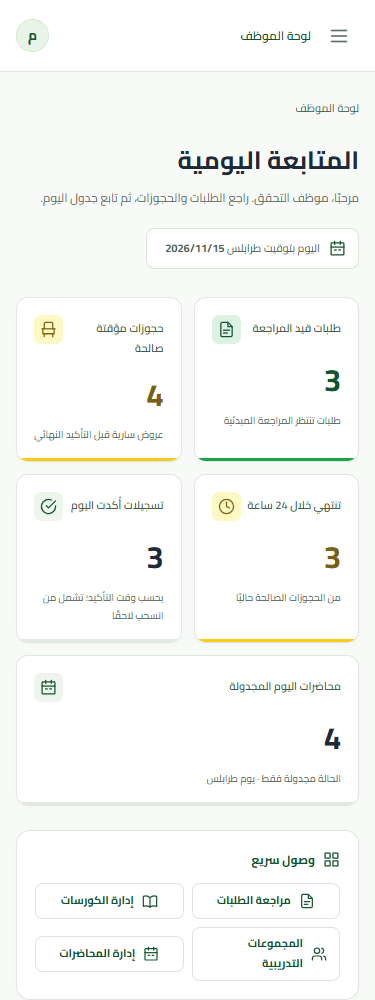 لوحة الموظف
م
لوحة الموظف
المتابعة اليومية
مرحبًا، موظف التحقق. راجع الطلبات والحجوزات، ثم تابع جدول اليوم.
اليوم بتوقيت طرابلس 2026/11/15
طلبات قيد المراجعة
3
طلبات تنتظر المراجعة المبدئية
حجوزات مؤقتة
صالحة
4
عروض سارية قبل التأكيد النهائي
تنتهي خلال 24 ساعة
3
من الحجوزات الصالحة حاليًا
تسجيلات أُكدت اليوم
3
بحسب وقت التأكيد؛ تشمل من
انسحب لاحقًا
محاضرات اليوم المجدولة
4
الحالة مجدولة فقط · يوم طرابلس
وصول سريع
مراجعة الطلبات
إدارة الكورسات
المجموعات
التدريبية
إدارة المحاضرات